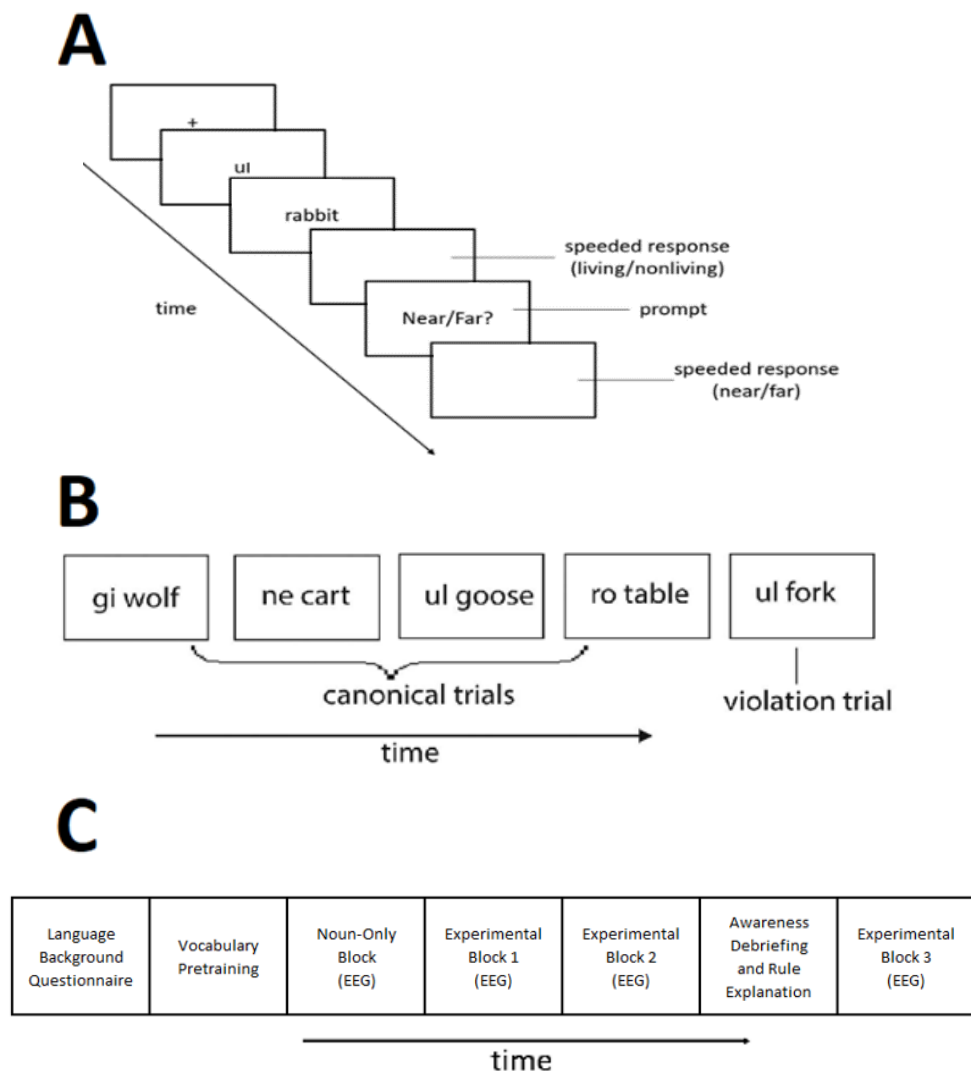 A
+
ul
rabbit
speeded response
(living/nonliving)
time
Near/Far?
prompt
speeded response
(near/far)
B
gi wolf
ne cart
ul goose
ro table
ul fork
canonical trials
violation trial
time
C
Language
Background
Questionnaire
Vocabulary
Pretraining
Noun-Only
Block
(EEG)
Experimental
Block 1
(EEG)
Experimental
Block 2
(EEG)
Awareness
Debriefing
and Rule
Explanation
Experimental
Block 3
(EEG)
time